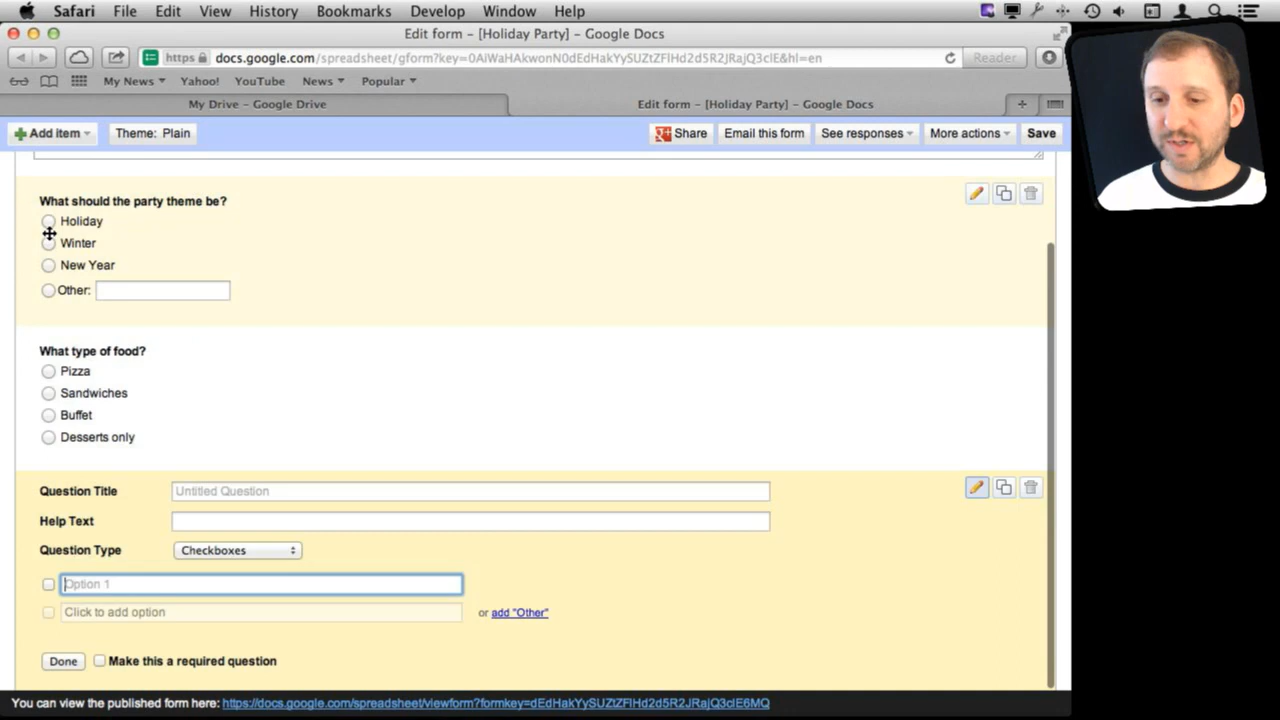 Safari File Edit View History Bookmarks Develop Window Help
Edit form - [Holiday Party] – Google Docs
https docs.google.com/spreadsheet/gform?key=0AiWaHAkwonN0dEdHakYySUZtZFlHd2d5R2JRajQ3clE&hl=en Reader
My News Yahoo! YouTube News Popular
My Drive – Google Drive Edit form – [Holiday Party] – Google Docs
Add item Theme: Plain Share Email this form See responses More actions Save
What should the party theme be?
Holiday
Winter
New Year
Other:
What type of food?
Pizza
Sandwiches
Buffet
Desserts only
Question Title Untitled Question
Help Text
Question Type Checkboxes
Option 1
Click to add option or add "Other"
Done Make this a required question
You can view the published form here: https://docs.google.com/spreadsheet/viewform?formkey=dEdHakYySUZtZFlHd2d5R2JRajQ3clE6MQ